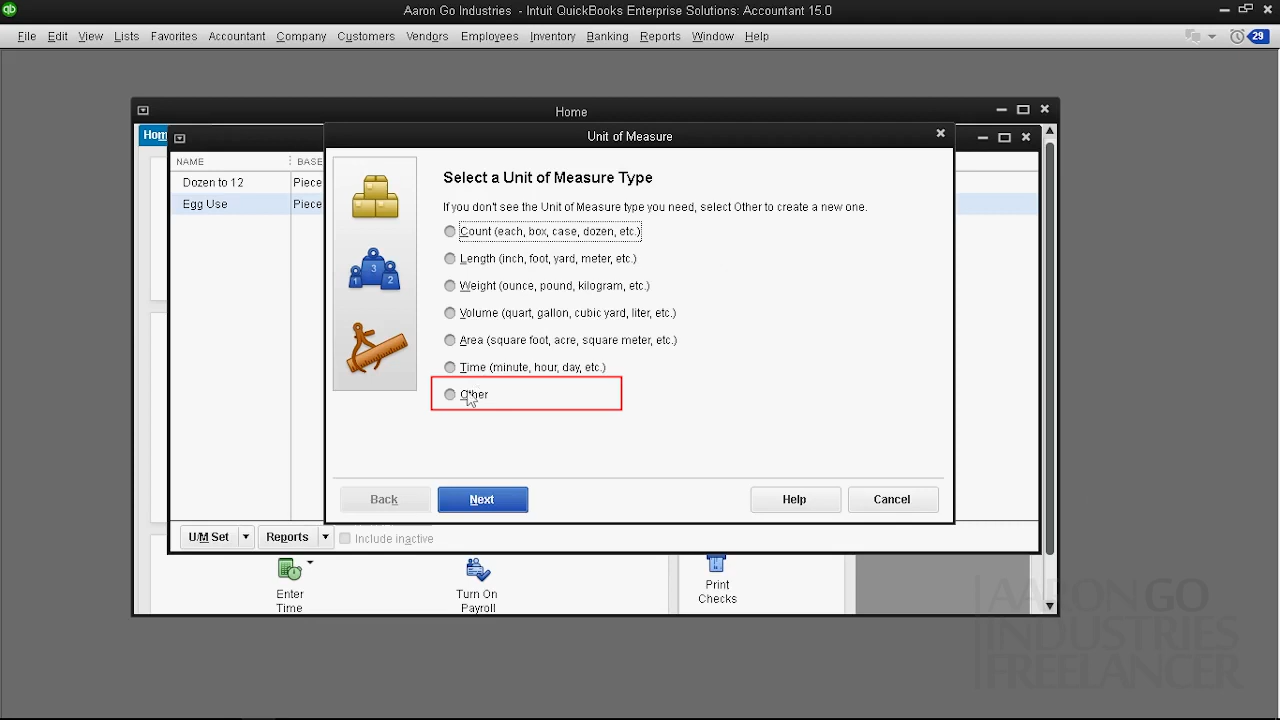 qb
Aaron Go Industries - Intuit QuickBooks Enterprise Solutions: Accountant 15.0
File Edit View Lists Favorites Accountant Company Customers Vendors Employees Inventory Banking Reports Window Help
29
Home
Hom
Unit of Measure
NAME
BASE
Dozen to 12
Piece
Egg Use
Piece
Select a Unit of Measure Type
If you don't see the Unit of Measure type you need, select Other to create a new one.
Count (each, box, case, dozen, etc.)
Length (inch, foot, yard, meter, etc.)
Weight (ounce, pound, kilogram, etc.)
Volume (quart, gallon, cubic yard, liter, etc.)
Area (square foot, acre, square meter, etc.)
Time (minute, hour, day, etc.)
Other
1 3 2
Back
Next
Help
Cancel
U/M Set
Reports
Include inactive
Enter
Time
Turn On
Payroll
Print
Checks
AARON GO
INDUSTRIES
FREELANCER